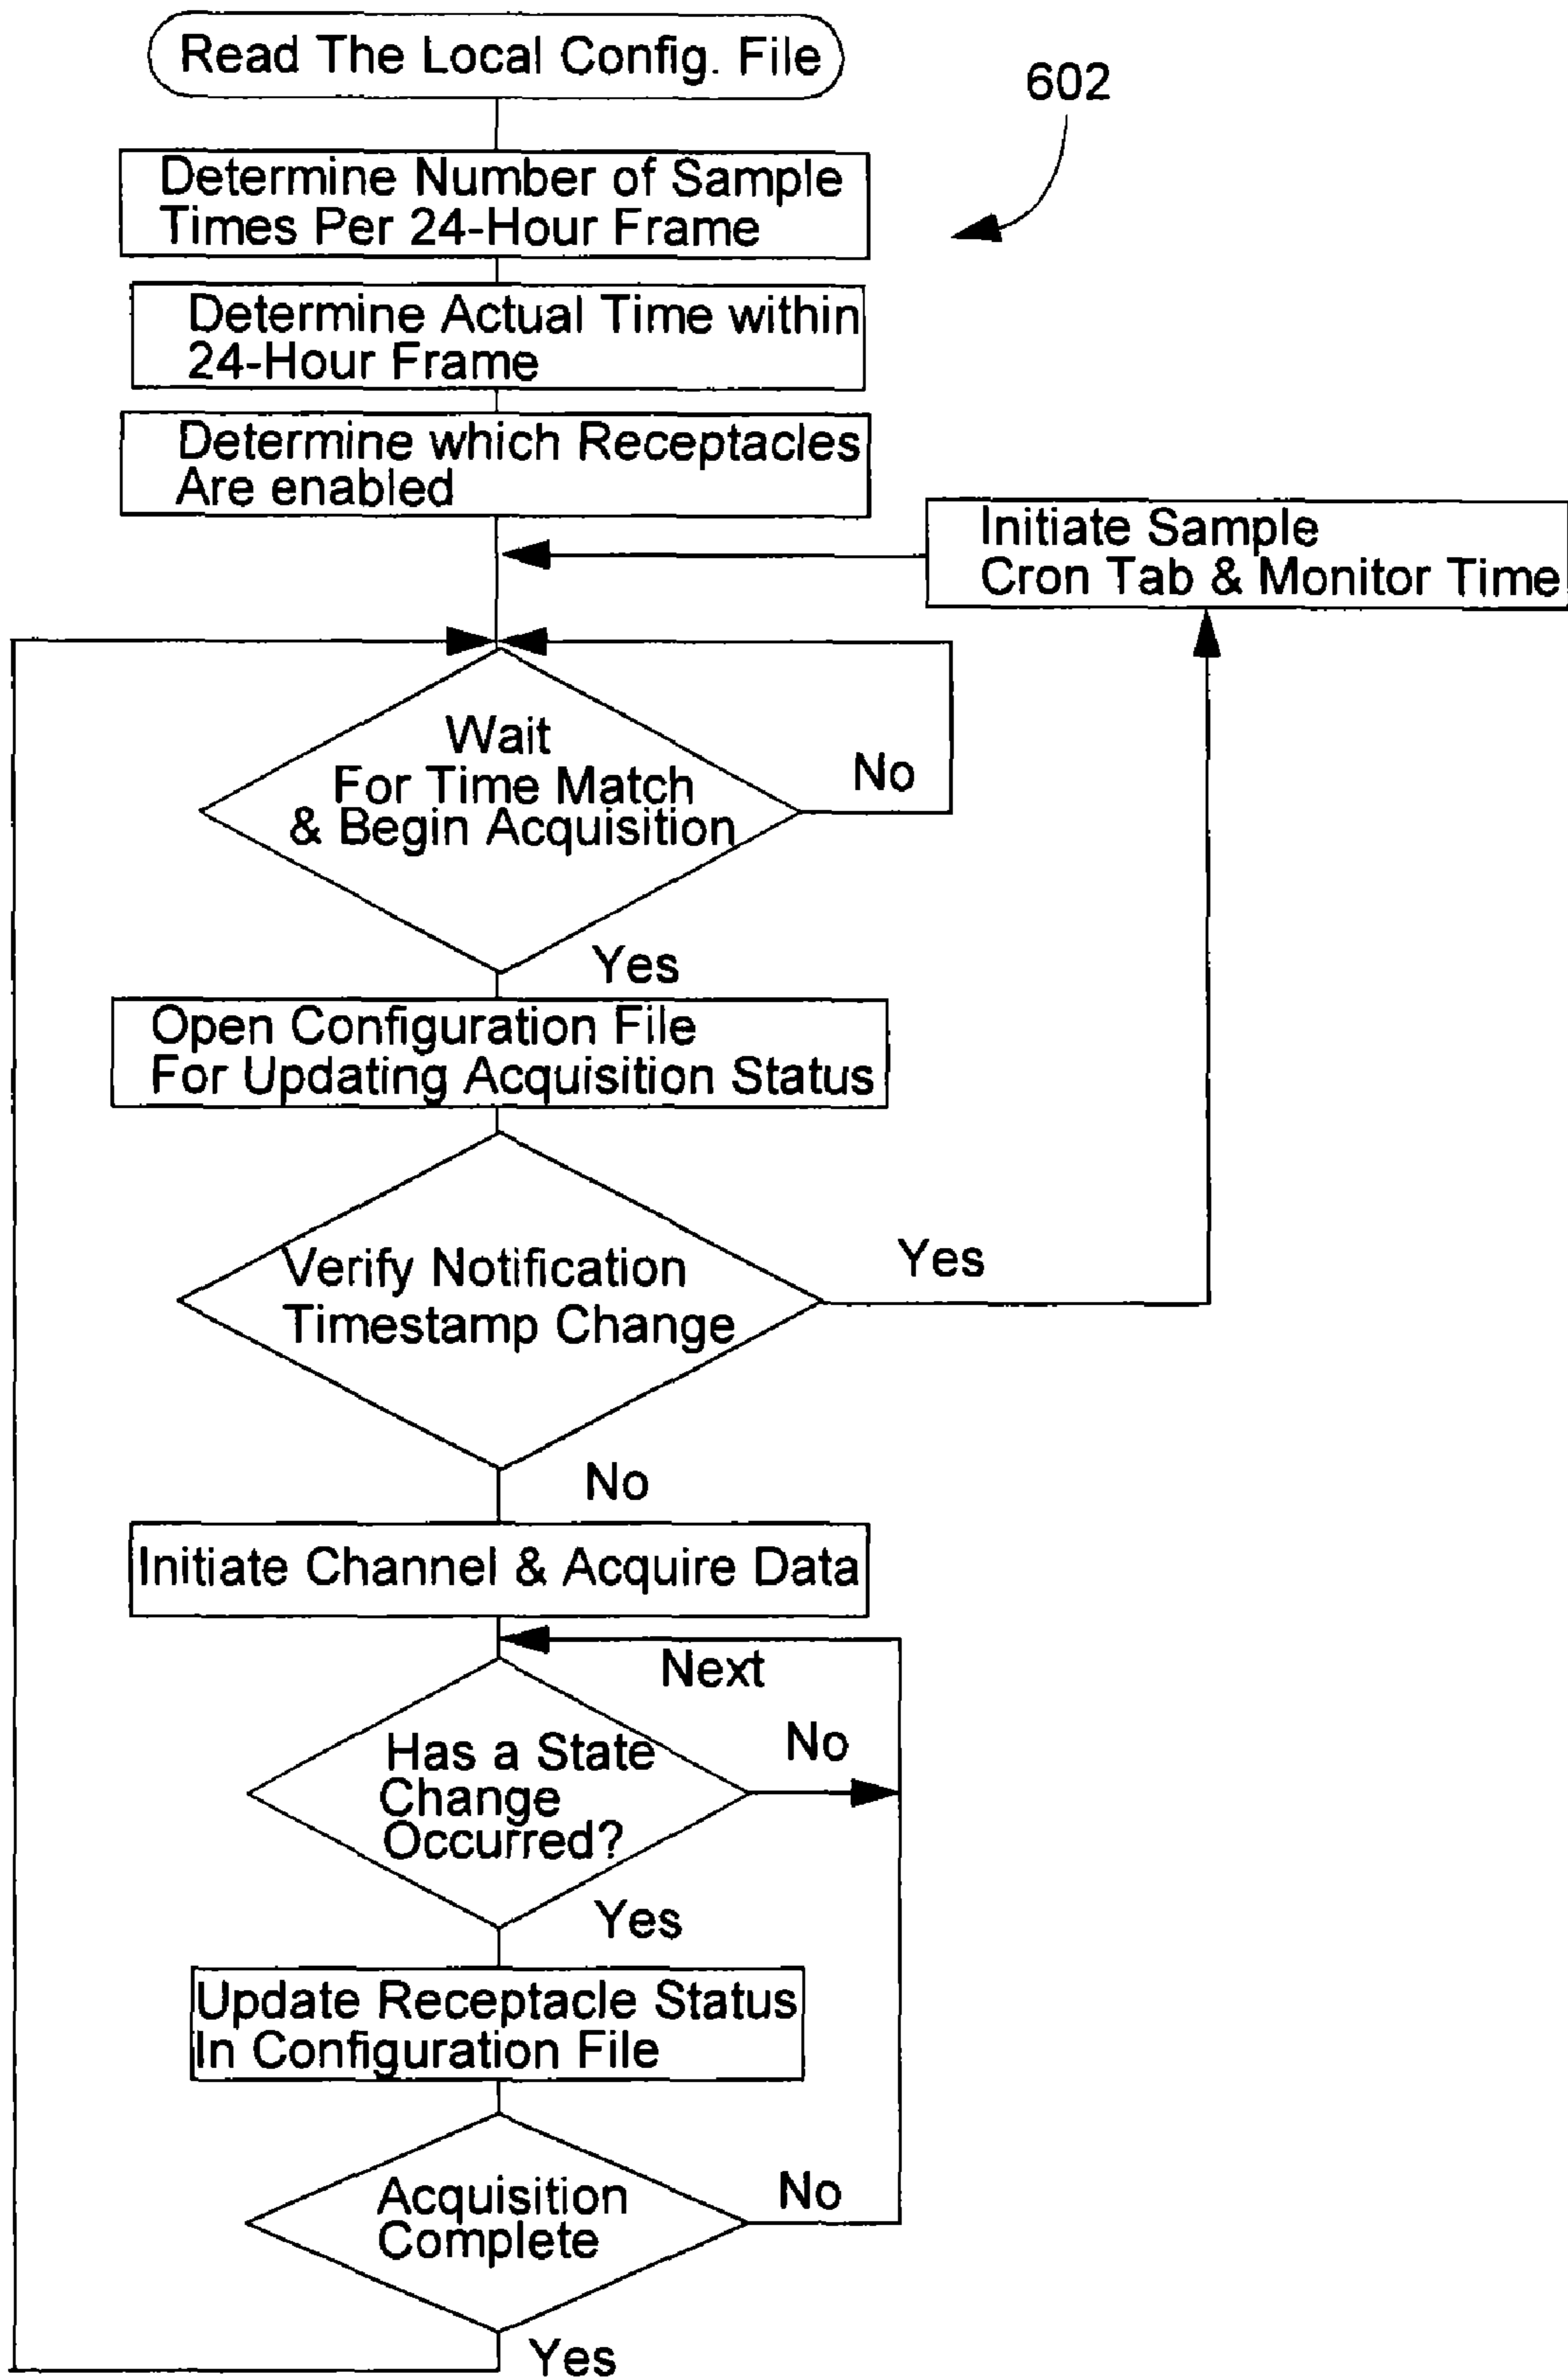 Read The Local Config. File
602
Determine Number of Sample
Times Per 24-Hour Frame
Determine Actual Time within
24-Hour Frame
Determine which Receptacles
Are enabled
Initiate Sample
Cron Tab & Monitor Time
Wait
For Time Match
& Begin Acquisition
No
Yes
Open Configuration File
For Updating Acquisition Status
Verify Notification
Timestamp Change
Yes
No
Initiate Channel & Acquire Data
Next
Has a State
Change
Occurred?
No
Yes
Update Receptacle Status
In Configuration File
Acquisition
Complete
No
Yes